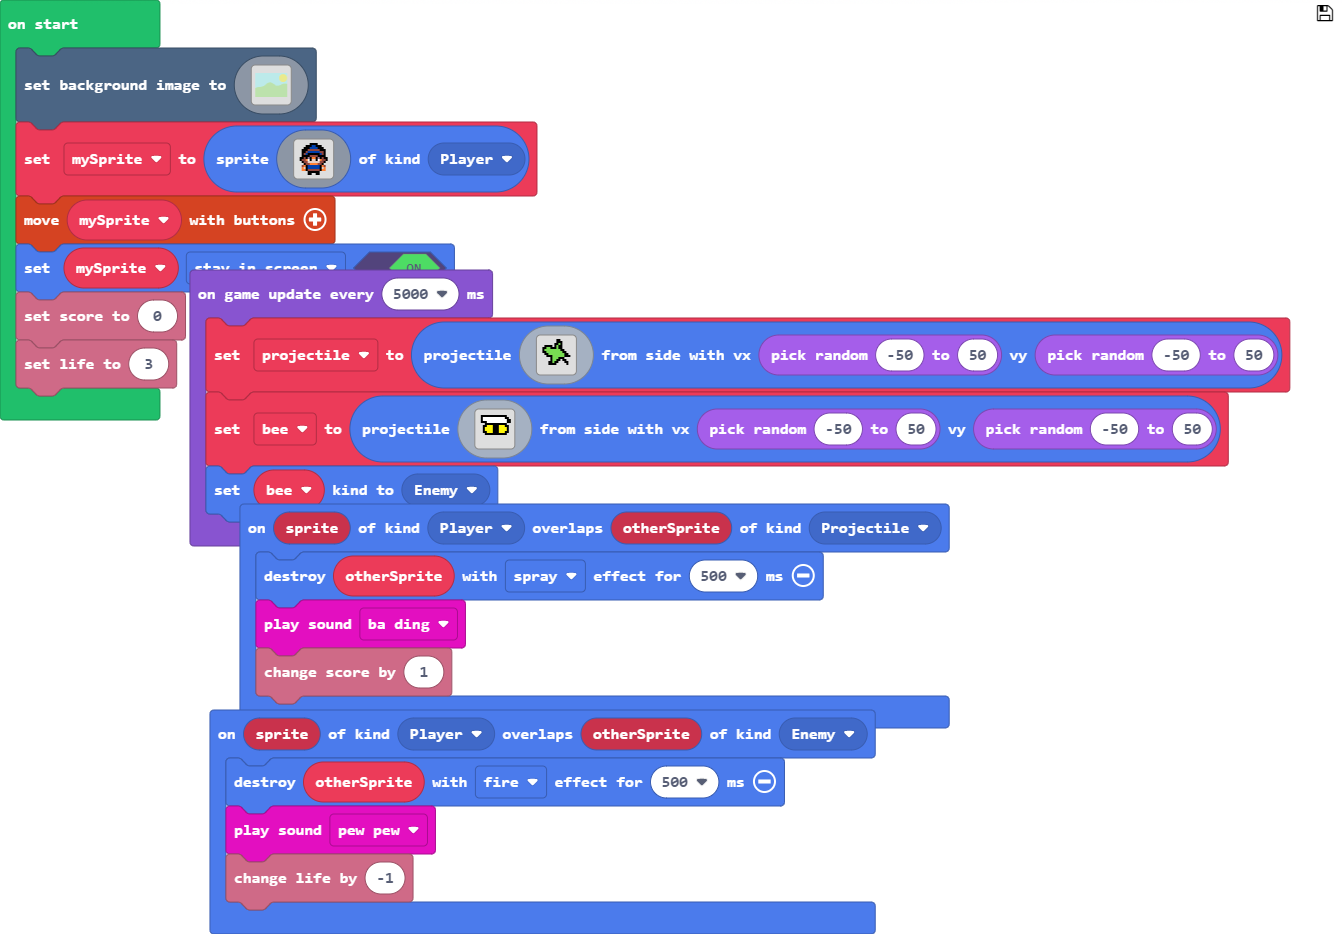 on start
set background image to
set mySprite to sprite of kind Player
move mySprite with buttons
set mySprite stay in screen ON
on game update every 5000 ms
set score to 0
set life to 3
set projectile to projectile from side with vx pick random -50 to 50 vy pick random -50 to 50
set bee to projectile from side with vx pick random -50 to 50 vy pick random -50 to 50
set bee kind to Enemy
on sprite of kind Player overlaps otherSprite of kind Projectile
destroy otherSprite with spray effect for 500 ms
play sound ba ding
change score by 1
on sprite of kind Player overlaps otherSprite of kind Enemy
destroy otherSprite with fire effect for 500 ms
play sound pew pew
change life by -1